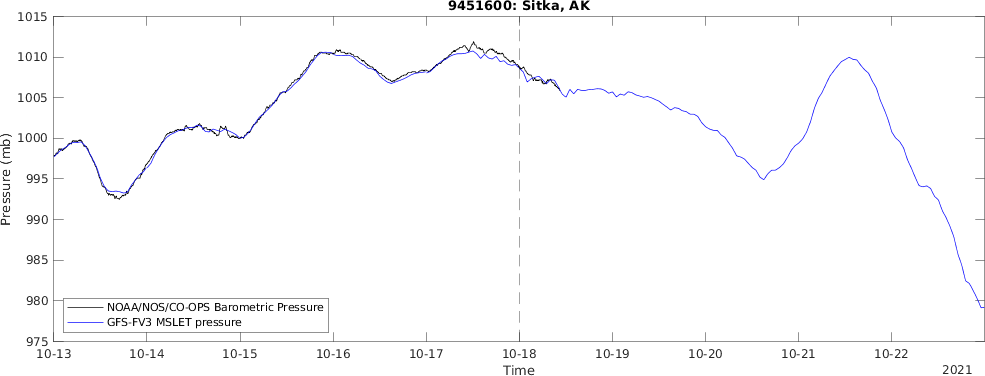 9451600: Sitka, AK
1015
1010
1005
1000
995
990
985
980
975
Pressure (mb)
NOAA/NOS/CO-OPS Barometric Pressure
GFS-FV3 MSLET pressure
10-13 10-14 10-15 10-16 10-17 10-18 10-19 10-20 10-21 10-22
Time
2021